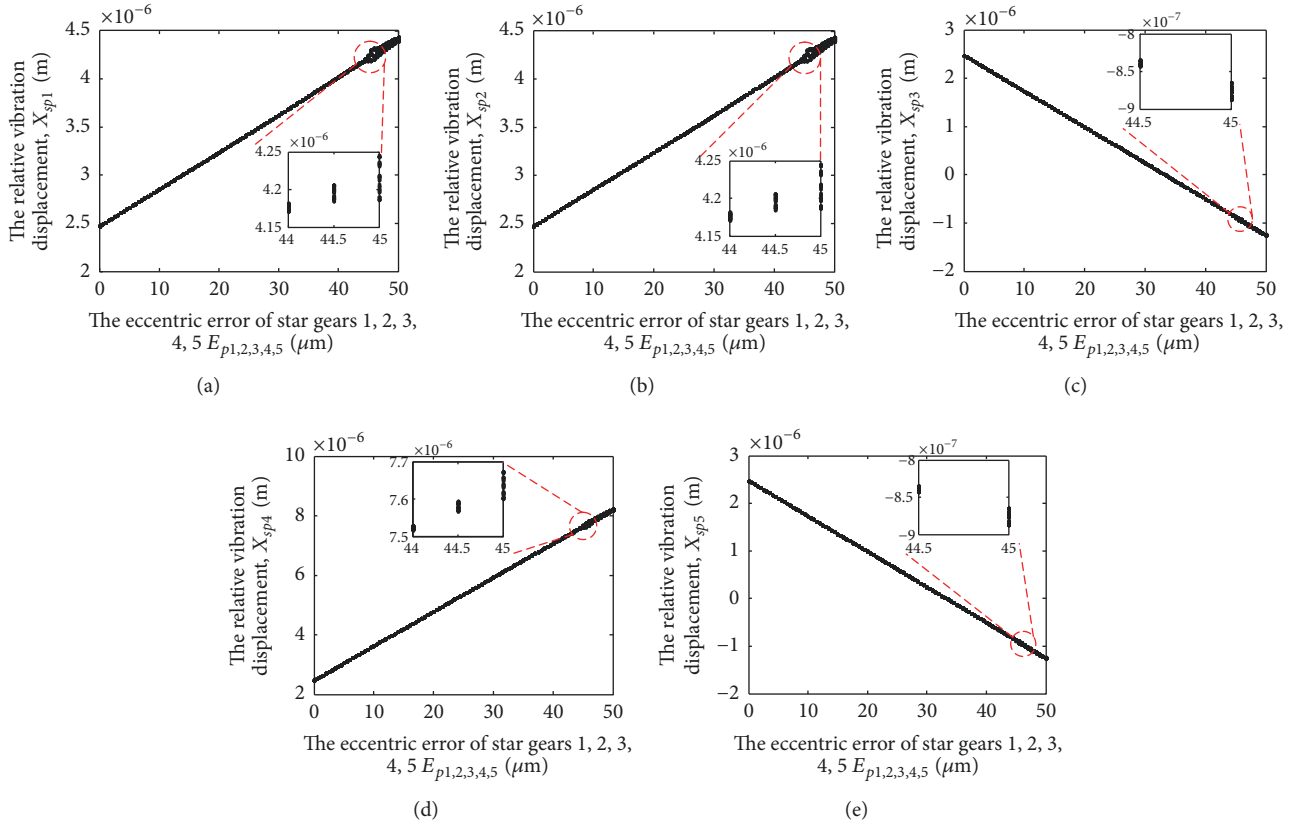 ×10⁻⁶
4.5
4
3.5
3
2.5
2
The relative vibration
displacement, X_sp1 (m)
×10⁻⁶
4.25
4.2
4.15
44 44.5 45
0 10 20 30 40 50
The eccentric error of star gears 1, 2, 3,
4, 5 E_p1,2,3,4,5 (μm)
(a)
×10⁻⁶
4.5
4
3.5
3
2.5
2
The relative vibration
displacement, X_sp2 (m)
×10⁻⁶
4.25
4.2
4.15
44 44.5 45
0 10 20 30 40 50
The eccentric error of star gears 1, 2, 3,
4, 5 E_p1,2,3,4,5 (μm)
(b)
×10⁻⁶
3
2
1
0
−1
−2
The relative vibration
displacement, X_sp3 (m)
×10⁻⁷
−8
−8.5
−9
44.5 45
0 10 20 30 40 50
The eccentric error of star gears 1, 2, 3,
4, 5 E_p1,2,3,4,5 (μm)
(c)
×10⁻⁶
10
8
6
4
2
The relative vibration
displacement, X_sp4 (m)
×10⁻⁶
7.7
7.6
7.5
44 44.5 45
0 10 20 30 40 50
The eccentric error of star gears 1, 2, 3,
4, 5 E_p1,2,3,4,5 (μm)
(d)
×10⁻⁶
3
2
1
0
−1
−2
The relative vibration
displacement, X_sp5 (m)
×10⁻⁷
−8
−8.5
−9
44.5 45
0 10 20 30 40 50
The eccentric error of star gears 1, 2, 3,
4, 5 E_p1,2,3,4,5 (μm)
(e)